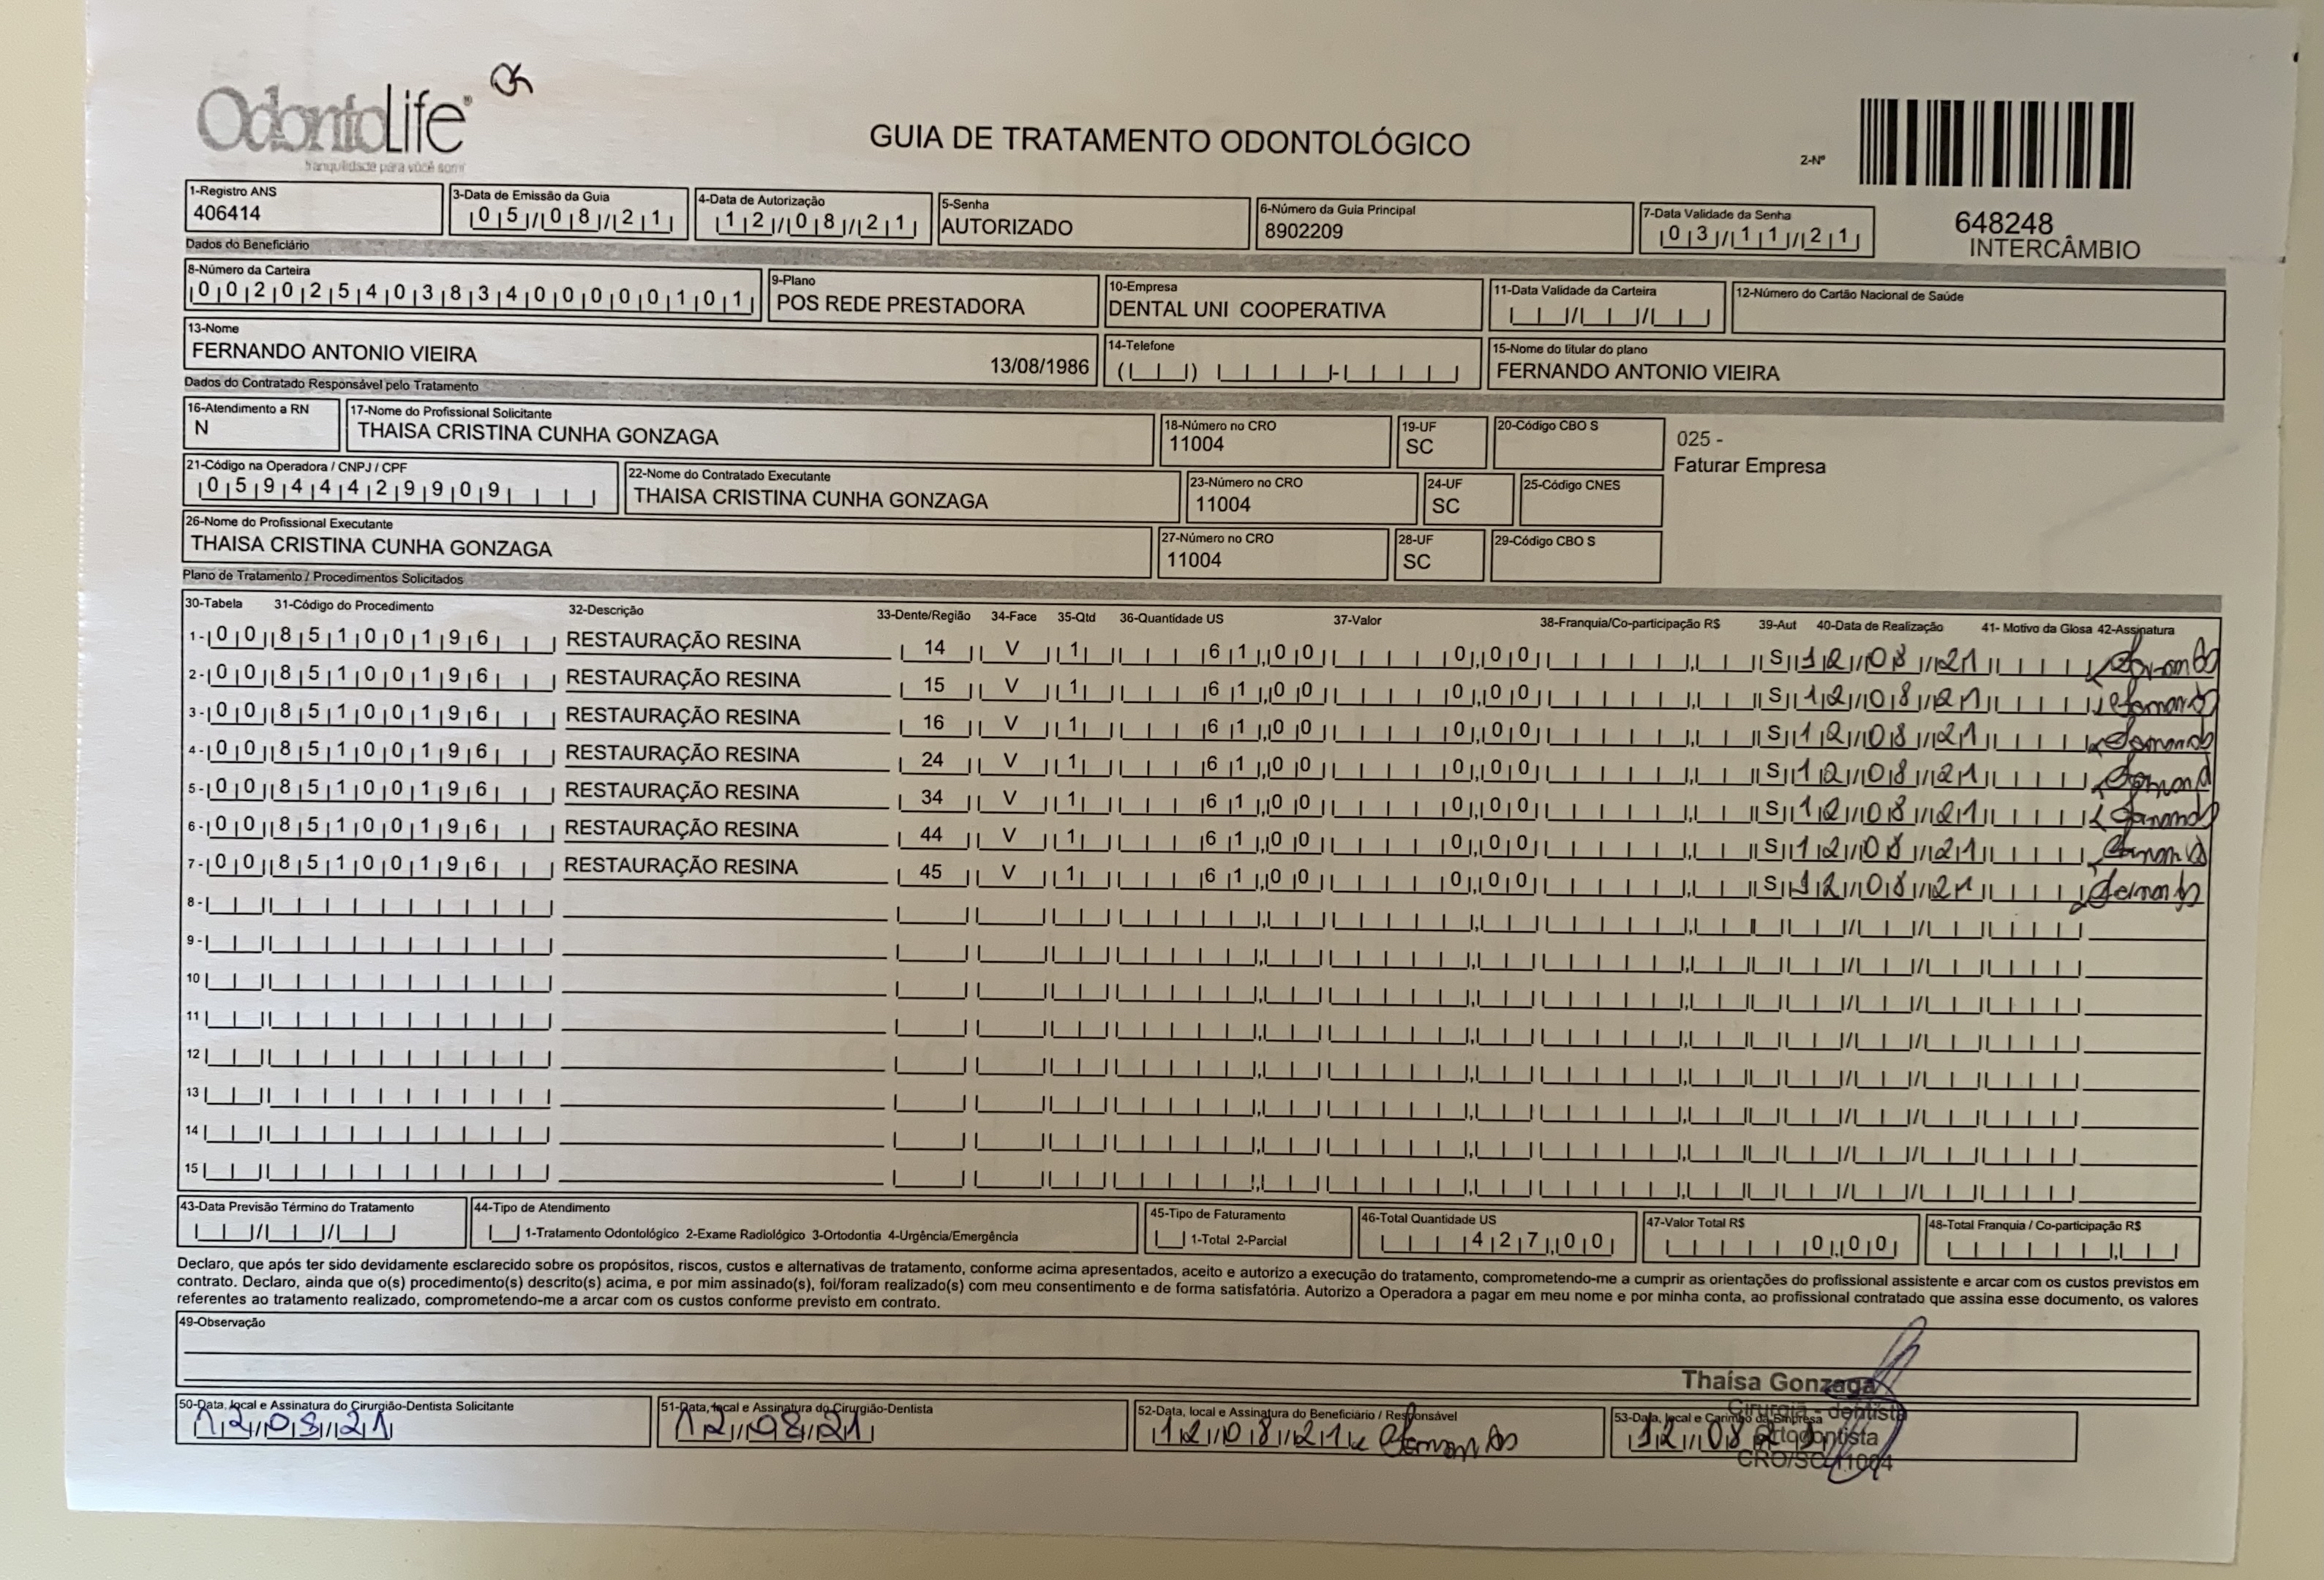 OdontoLife®
tranquilidade para você sorrir
GUIA DE TRATAMENTO ODONTOLÓGICO
2-Nº
648248
INTERCÂMBIO
1-Registro ANS
406414
3-Data de Emissão da Guia
05/08/21
4-Data de Autorização
12/08/21
5-Senha
AUTORIZADO
6-Número da Guia Principal
8902209
7-Data Validade da Senha
03/11/21
Dados do Beneficiário
8-Número da Carteira
00202540383400000101
9-Plano
POS REDE PRESTADORA
10-Empresa
DENTAL UNI COOPERATIVA
11-Data Validade da Carteira
12-Número do Cartão Nacional de Saúde
13-Nome
FERNANDO ANTONIO VIEIRA 13/08/1986
14-Telefone
15-Nome do titular do plano
FERNANDO ANTONIO VIEIRA
Dados do Contratado Responsável pelo Tratamento
16-Atendimento a RN
N
17-Nome do Profissional Solicitante
THAISA CRISTINA CUNHA GONZAGA
18-Número no CRO
11004
19-UF
SC
20-Código CBO S
025 -
Faturar Empresa
21-Código na Operadora / CNPJ / CPF
05944429909
22-Nome do Contratado Executante
THAISA CRISTINA CUNHA GONZAGA
23-Número no CRO
11004
24-UF
SC
25-Código CNES
26-Nome do Profissional Executante
THAISA CRISTINA CUNHA GONZAGA
27-Número no CRO
11004
28-UF
SC
29-Código CBO S
Plano de Tratamento / Procedimentos Solicitados
30-Tabela 31-Código do Procedimento 32-Descrição 33-Dente/Região 34-Face 35-Qtd 36-Quantidade US 37-Valor 38-Franquia/Co-participação R$ 39-Aut 40-Data de Realização 41- Motivo da Glosa 42-Assinatura
1- 00 85100196 RESTAURAÇÃO RESINA 14 V 1 61,00 0,00 S 12/08/21 Fernando
2- 00 85100196 RESTAURAÇÃO RESINA 15 V 1 61,00 0,00 S 12/08/21 Fernando
3- 00 85100196 RESTAURAÇÃO RESINA 16 V 1 61,00 0,00 S 12/08/21 Fernando
4- 00 85100196 RESTAURAÇÃO RESINA 24 V 1 61,00 0,00 S 12/08/21 Fernando
5- 00 85100196 RESTAURAÇÃO RESINA 34 V 1 61,00 0,00 S 12/08/21 Fernando
6- 00 85100196 RESTAURAÇÃO RESINA 44 V 1 61,00 0,00 S 12/08/21 Fernando
7- 00 85100196 RESTAURAÇÃO RESINA 45 V 1 61,00 0,00 S 12/08/21 Fernando
8-
9-
10
11
12
13
14
15
43-Data Previsão Término do Tratamento
44-Tipo de Atendimento
1-Tratamento Odontológico 2-Exame Radiológico 3-Ortodontia 4-Urgência/Emergência
45-Tipo de Faturamento
1-Total 2-Parcial
46-Total Quantidade US
427,00
47-Valor Total R$
0,00
48-Total Franquia / Co-participação R$
Declaro, que após ter sido devidamente esclarecido sobre os propósitos, riscos, custos e alternativas de tratamento, conforme acima apresentados, aceito e autorizo a execução do tratamento, comprometendo-me a cumprir as orientações do profissional assistente e arcar com os custos previstos em
contrato. Declaro, ainda que o(s) procedimento(s) descrito(s) acima, e por mim assinado(s), foi/foram realizado(s) com meu consentimento e de forma satisfatória. Autorizo a Operadora a pagar em meu nome e por minha conta, ao profissional contratado que assina esse documento, os valores
referentes ao tratamento realizado, comprometendo-me a arcar com os custos conforme previsto em contrato.
49-Observação
50-Data, local e Assinatura do Cirurgião-Dentista Solicitante
12/08/21
51-Data, local e Assinatura do Cirurgião-Dentista
12/08/21
52-Data, local e Assinatura do Beneficiário / Responsável
12/08/21 Fernando
53-Data, local e Carimbo da Empresa
12/08/21
Thaísa Gonzaga
Cirurgiã - dentista
Ortodontista
CRO/SC 11004